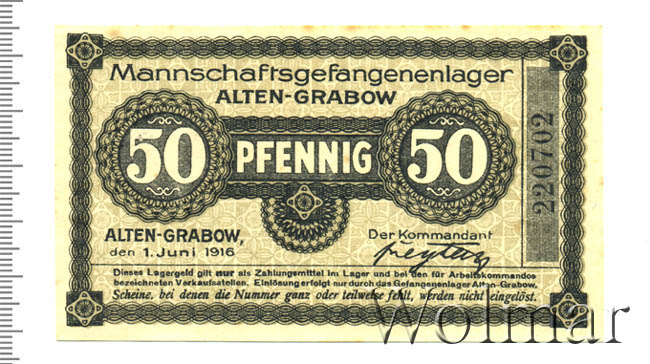 Mannschaftsgefangenenlager
ALTEN-GRABOW
50 PFENNIG 50
220702
ALTEN-GRABOW,
den 1. Juni 1916
Der Kommandant
Dieses Lagergeld gilt nur als Zahlungsmittel im Lager und bei den für Arbeitskommandos
bezeichneten Verkaufsstellen. Einlösung erfolgt nur durch das Gefangenenlager Alten-Grabow.
Scheine, bei denen die Nummer ganz oder teilweise fehlt, werden nicht eingelöst.
Wolmar